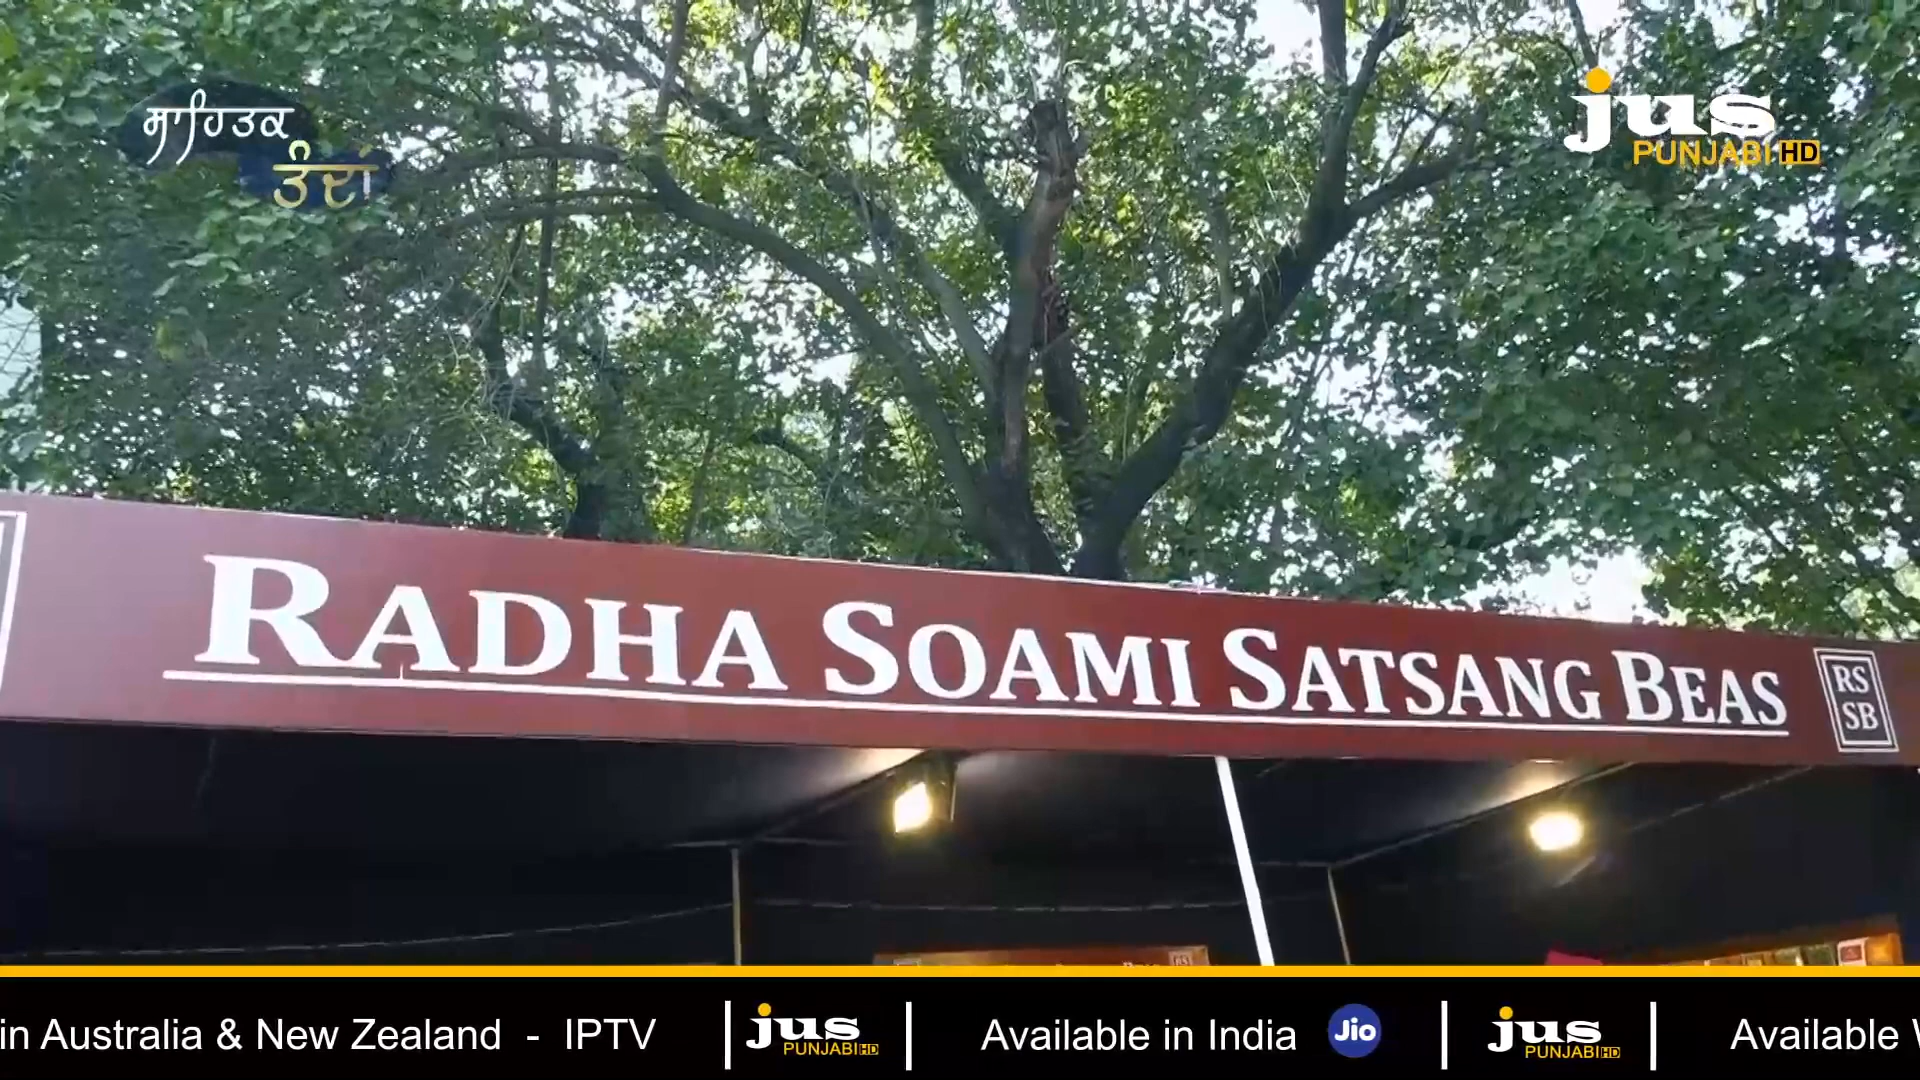 ਸਾਹਿਤਕ
ਤੰਦਾਂ
jus
PUNJABI HD
RADHA SOAMI SATSANG BEAS
RS
SB
in Australia & New Zealand - IPTV
jus
PUNJABI HD
Available in India
Jio
jus
PUNJABI HD
Available